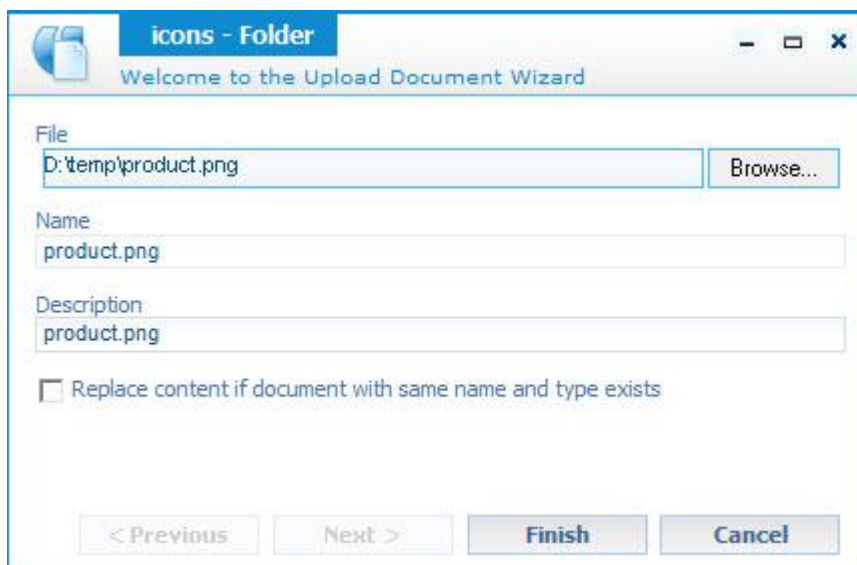 icons - Folder
Welcome to the Upload Document Wizard
File
D:\temp\product.png
Browse...
Name
product.png
Description
product.png
Replace content if document with same name and type exists
< Previous
Next >
Finish
Cancel